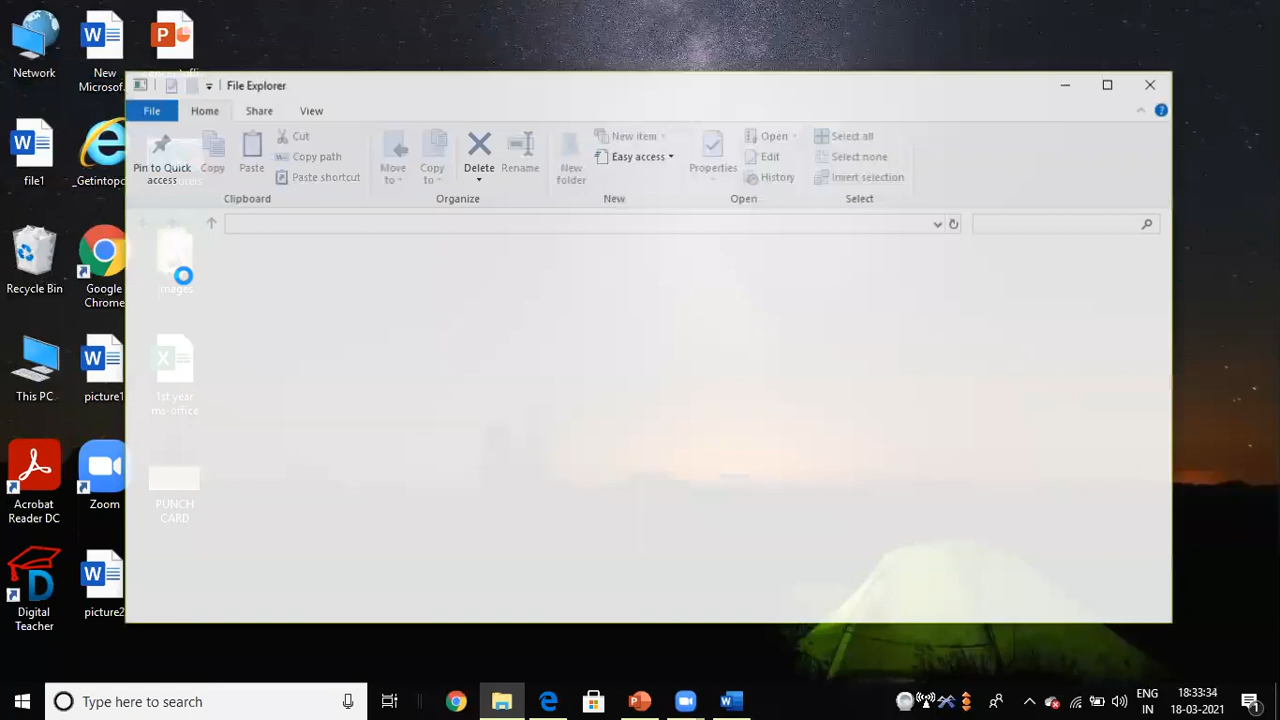 Network
New
Microsof...
File Explorer
File
Home
Share
View
Pin to Quick
access
Copy
Paste
Cut
Copy path
Paste shortcut
Clipboard
Move
to
Copy
to
Delete
Rename
Organize
New
folder
New item
Easy access
New
Properties
Open
Edit
History
Open
Select all
Select none
Invert selection
Select
file1
_Getintopc
Recycle Bin
Google
Chrome
images
This PC
picture1
1st year
ms-office
Acrobat
Reader DC
Zoom
PUNCH
CARD
Digital
Teacher
picture2
Type here to search
ENG
IN
18:33:34
18-03-2021
1